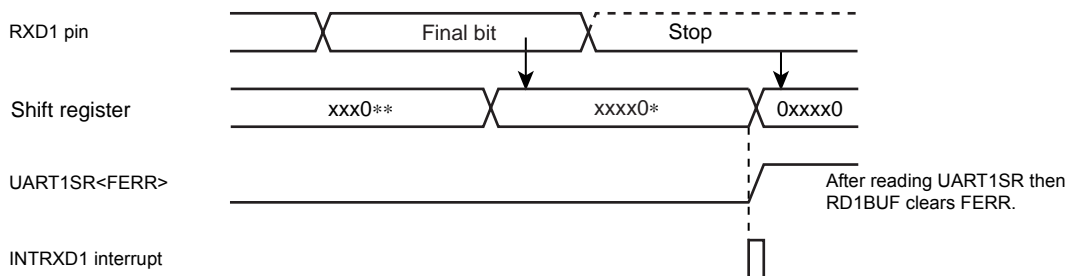 RXD1 pin
Final bit
Stop
Shift register
xxx0**
xxxx0*
0xxxx0
UART1SR<FERR>
After reading UART1SR then
RD1BUF clears FERR.
INTRXD1 interrupt